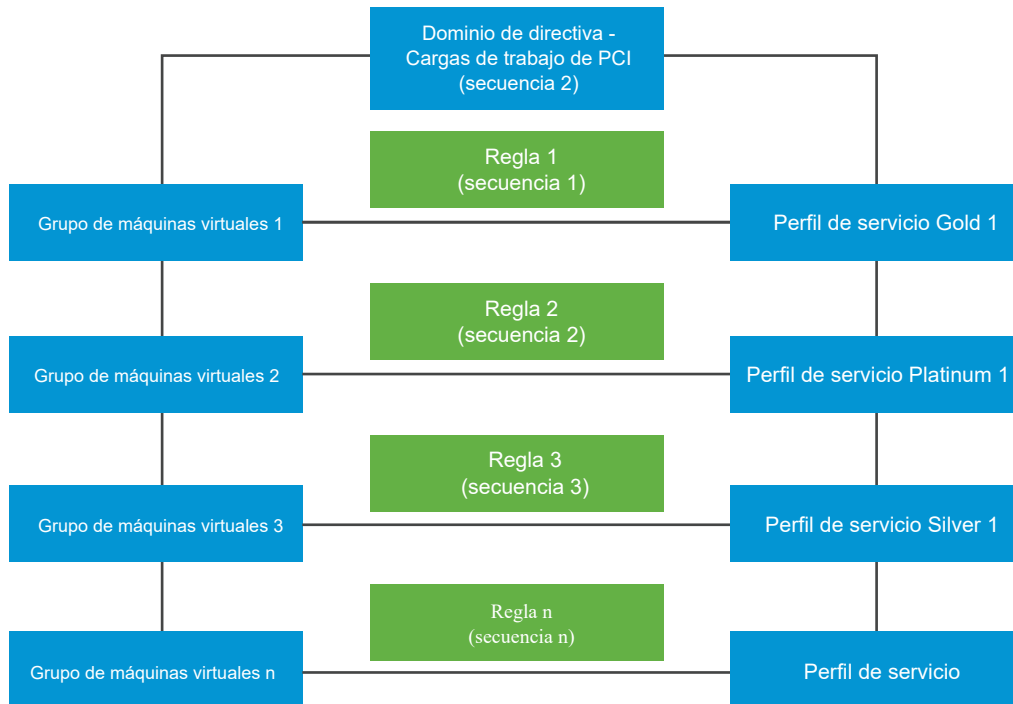 Dominio de directiva -
Cargas de trabajo de PCI
(secuencia 2)
Regla 1
(secuencia 1)
Grupo de máquinas virtuales 1
Perfil de servicio Gold 1
Regla 2
(secuencia 2)
Grupo de máquinas virtuales 2
Perfil de servicio Platinum 1
Regla 3
(secuencia 3)
Grupo de máquinas virtuales 3
Perfil de servicio Silver 1
Regla n
(secuencia n)
Grupo de máquinas virtuales n
Perfil de servicio